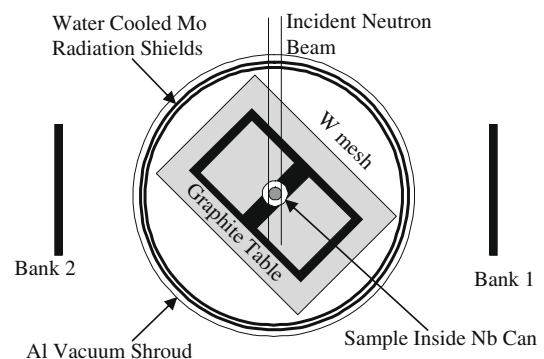 Water Cooled Mo
Radiation Shields
Incident Neutron
Beam
W mesh
Graphite Table
Bank 2
Bank 1
Al Vacuum Shroud
Sample Inside Nb Can